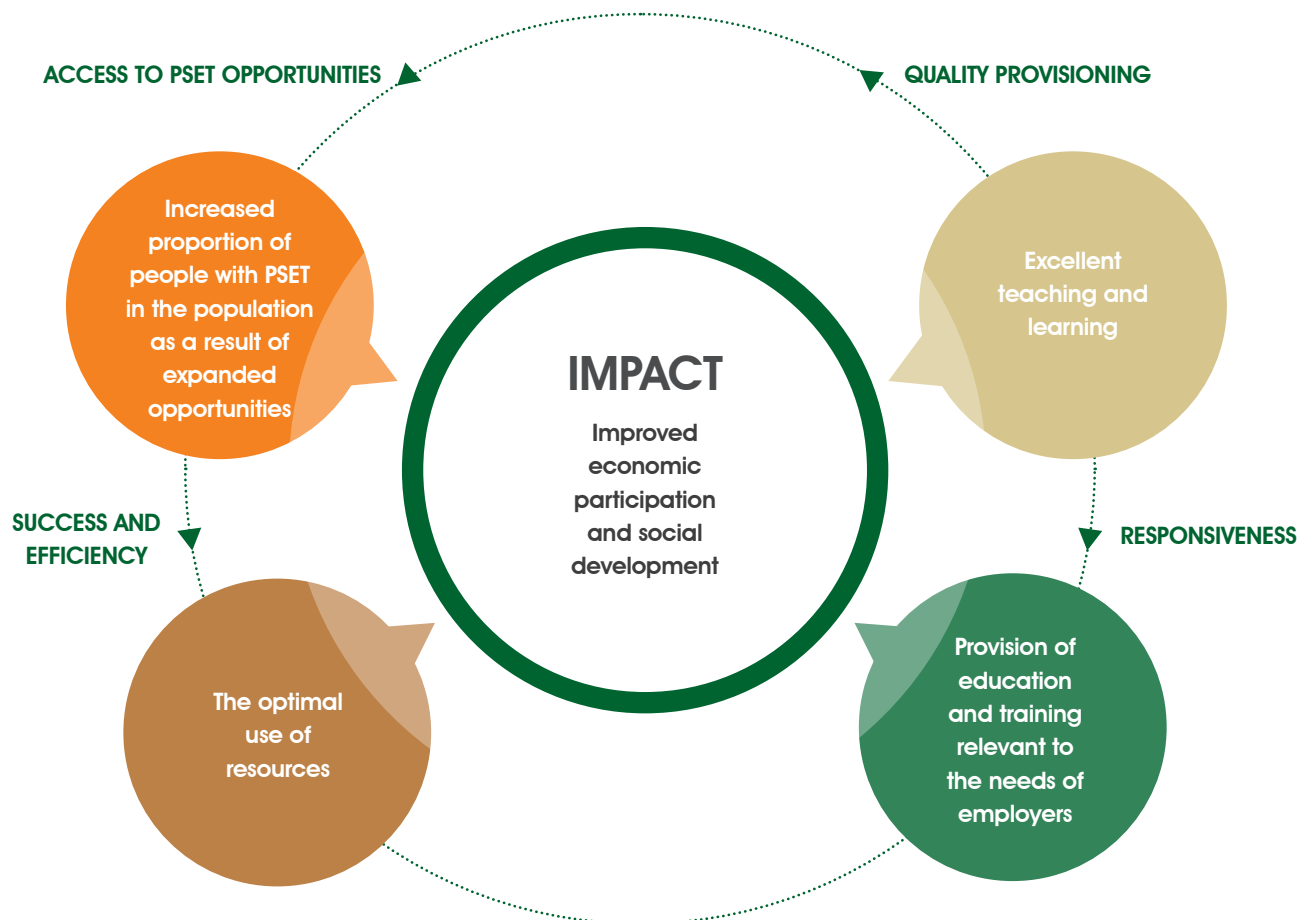 ACCESS TO PSET OPPORTUNITIES
QUALITY PROVISIONING
Increased
proportion of
people with PSET
in the population
as a result of
expanded
opportunities
Excellent
teaching and
learning
IMPACT
Improved
economic
participation
and social
development
SUCCESS AND
EFFICIENCY
RESPONSIVENESS
The optimal
use of
resources
Provision of
education
and training
relevant to
the needs of
employers